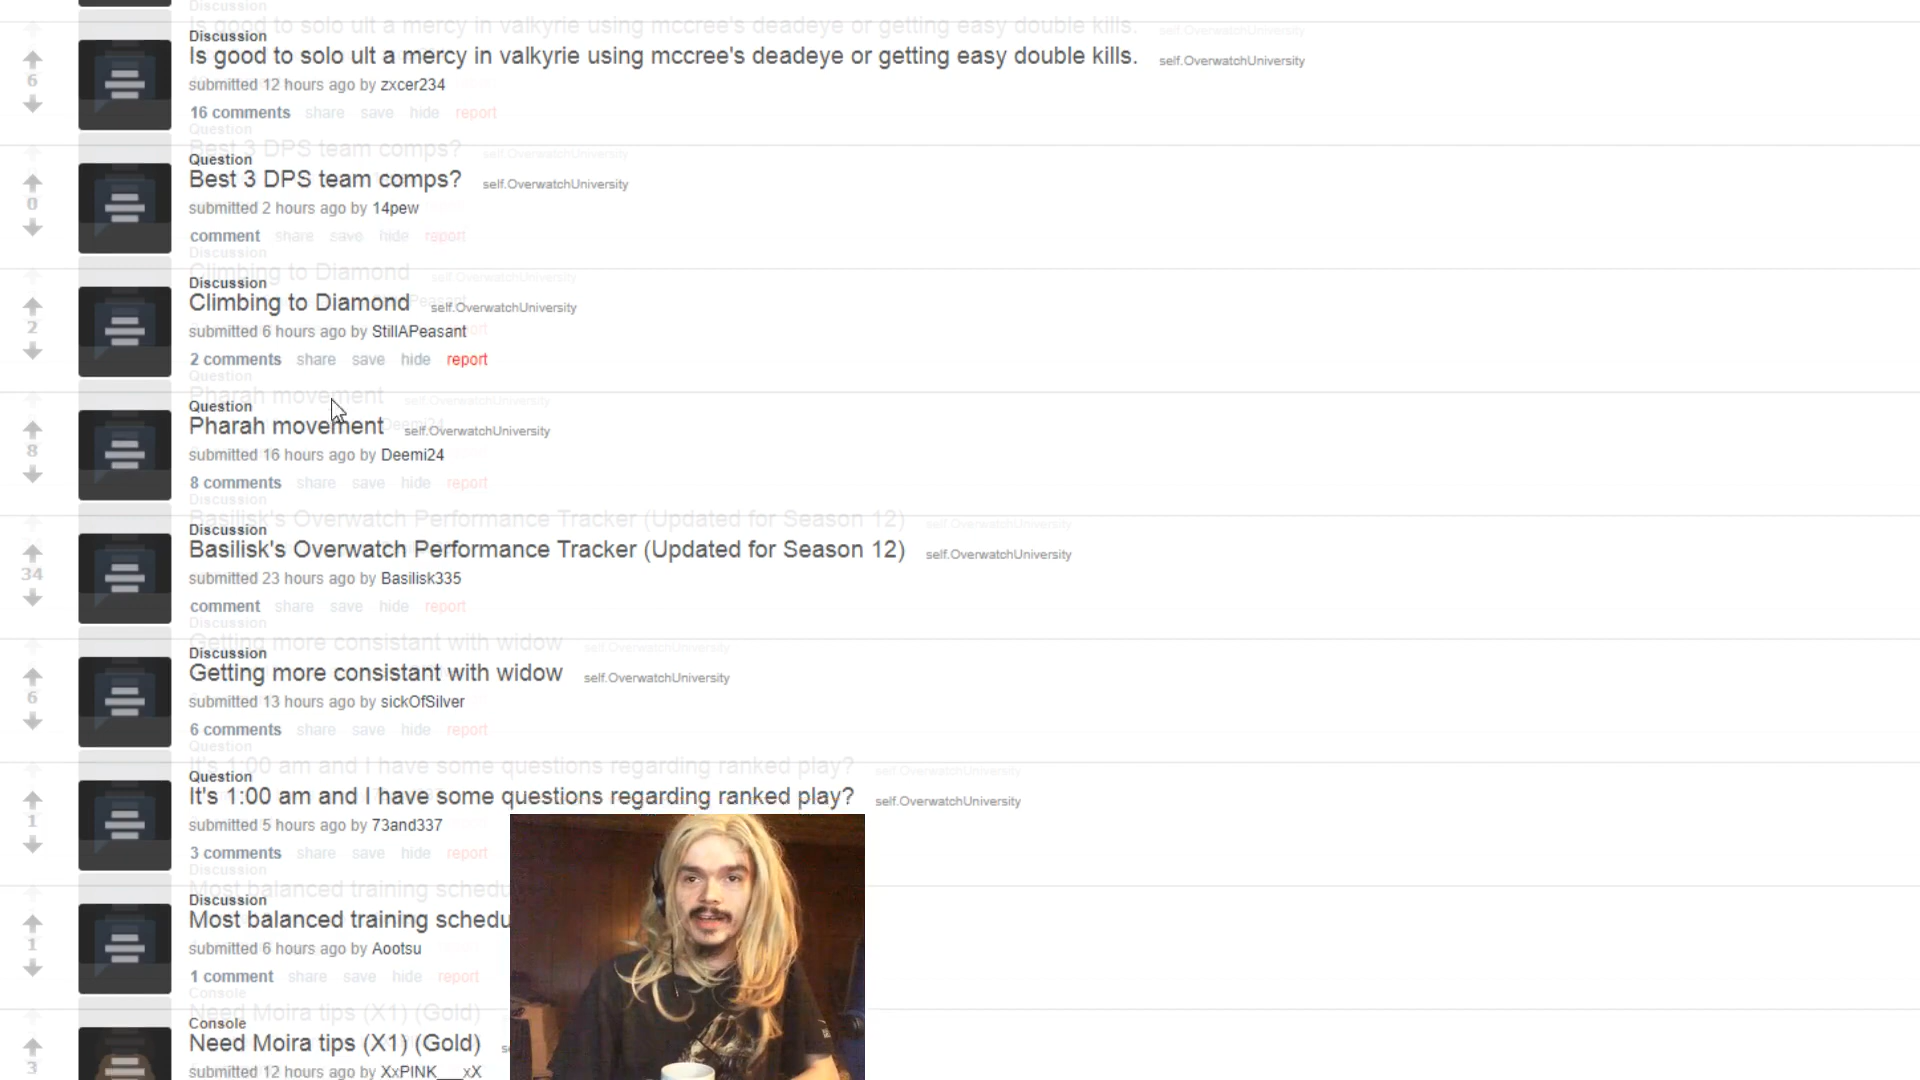 Discussion
Is good to solo ult a mercy in valkyrie using mccree's deadeye or getting easy double kills. self.OverwatchUniversity
6
submitted 12 hours ago by zxcer234
16 comments share save hide report
Question
Best 3 DPS team comps? self.OverwatchUniversity
0
submitted 2 hours ago by 14pew
comment share save hide report
Discussion
Climbing to Diamond self.OverwatchUniversity
2
submitted 6 hours ago by StillAPeasant
2 comments share save hide report
Question
Pharah movement self.OverwatchUniversity
8
submitted 16 hours ago by Deemi24
8 comments share save hide report
Discussion
Basilisk's Overwatch Performance Tracker (Updated for Season 12) self.OverwatchUniversity
34
submitted 23 hours ago by Basilisk335
comment share save hide report
Discussion
Getting more consistant with widow self.OverwatchUniversity
6
submitted 13 hours ago by sickOfSilver
6 comments share save hide report
Question
It's 1:00 am and I have some questions regarding ranked play? self.OverwatchUniversity
1
submitted 5 hours ago by 73and337
3 comments share save hide report
Discussion
Most balanced training schedu
1
submitted 6 hours ago by Aootsu
1 comment share save hide report
Console
Need Moira tips (X1) (Gold)
3
submitted 12 hours ago by XxPINK___xX